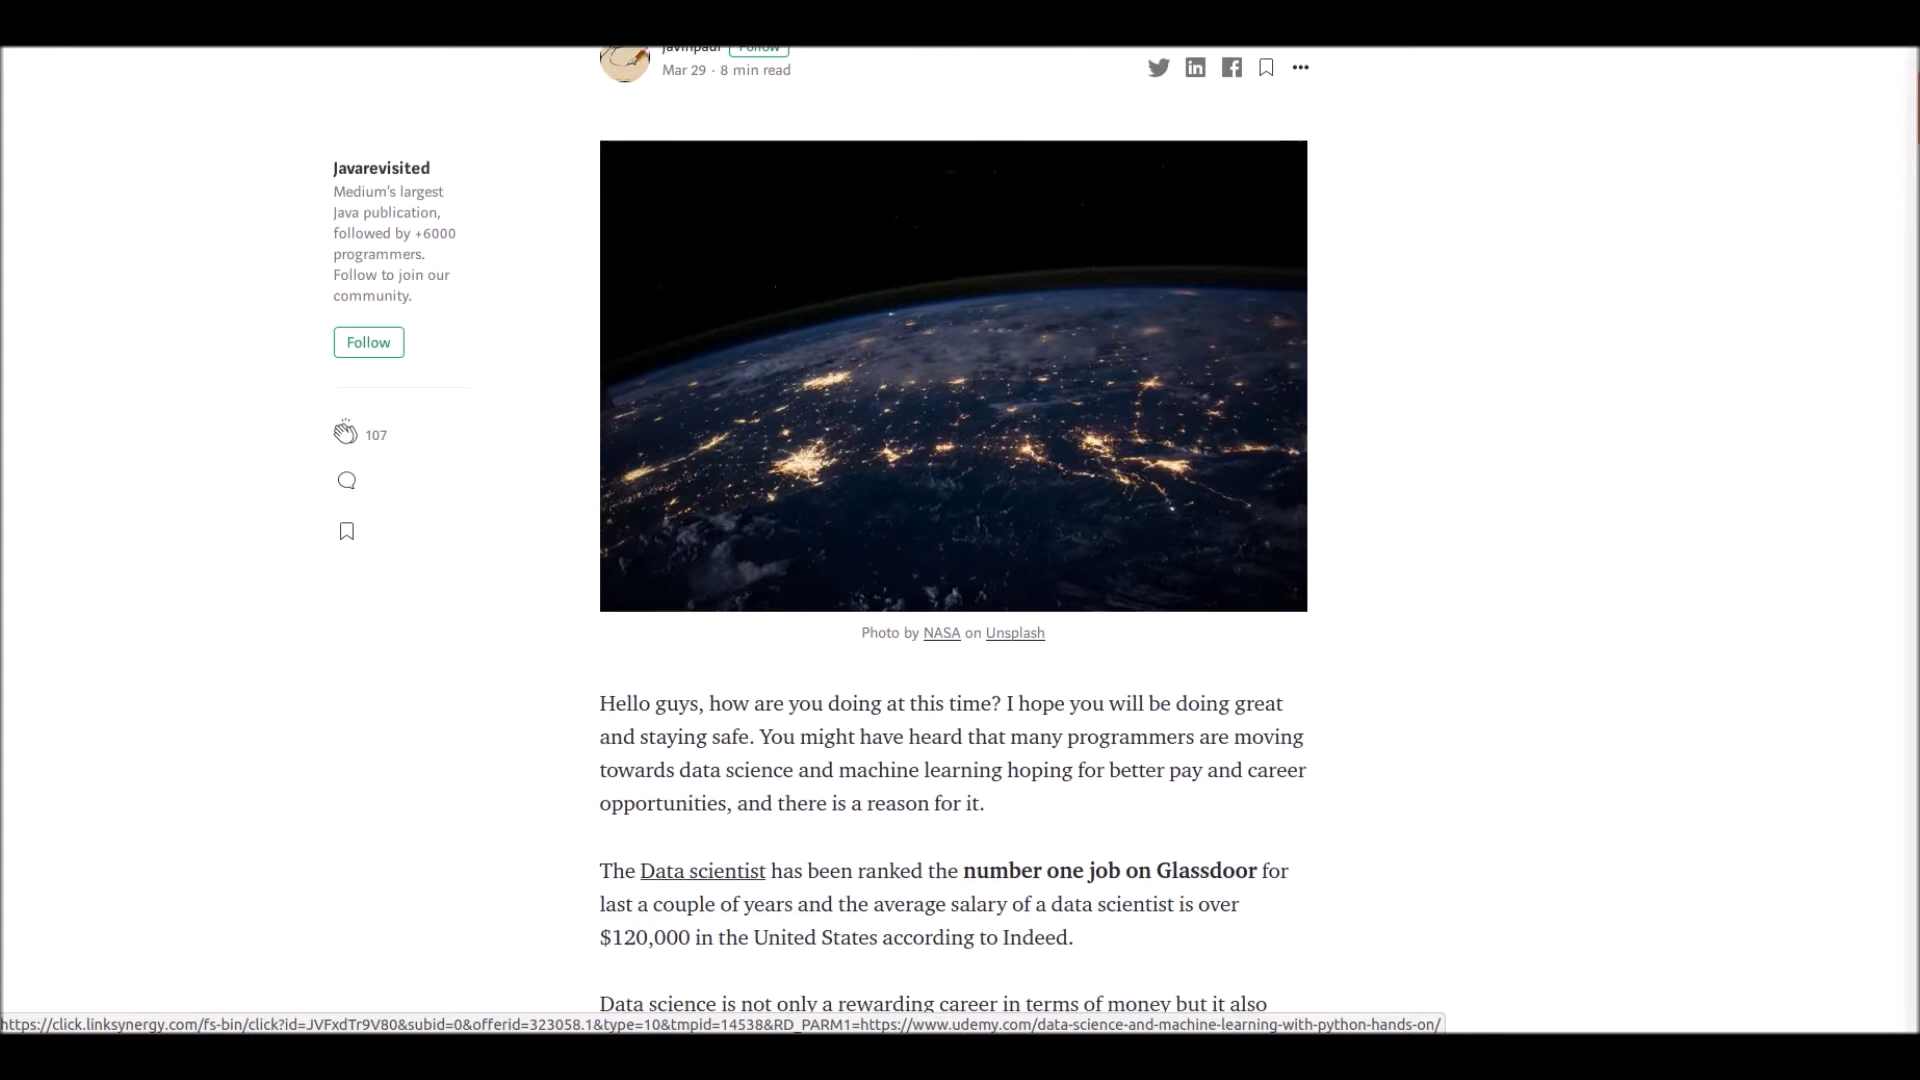 javinpaul Follow
Mar 29 · 8 min read
Javarevisited
Medium's largest
Java publication,
followed by +6000
programmers.
Follow to join our
community.
Follow
107
Photo by NASA on Unsplash
Hello guys, how are you doing at this time? I hope you will be doing great
and staying safe. You might have heard that many programmers are moving
towards data science and machine learning hoping for better pay and career
opportunities, and there is a reason for it.
The Data scientist has been ranked the number one job on Glassdoor for
last a couple of years and the average salary of a data scientist is over
$120,000 in the United States according to Indeed.
Data science is not only a rewarding career in terms of money but it also
https://click.linksynergy.com/fs-bin/click?id=JVFxdTr9V80&subid=0&offerid=323058.1&type=10&tmpid=14538&RD_PARM1=https://www.udemy.com/data-science-and-machine-learning-with-python-hands-on/